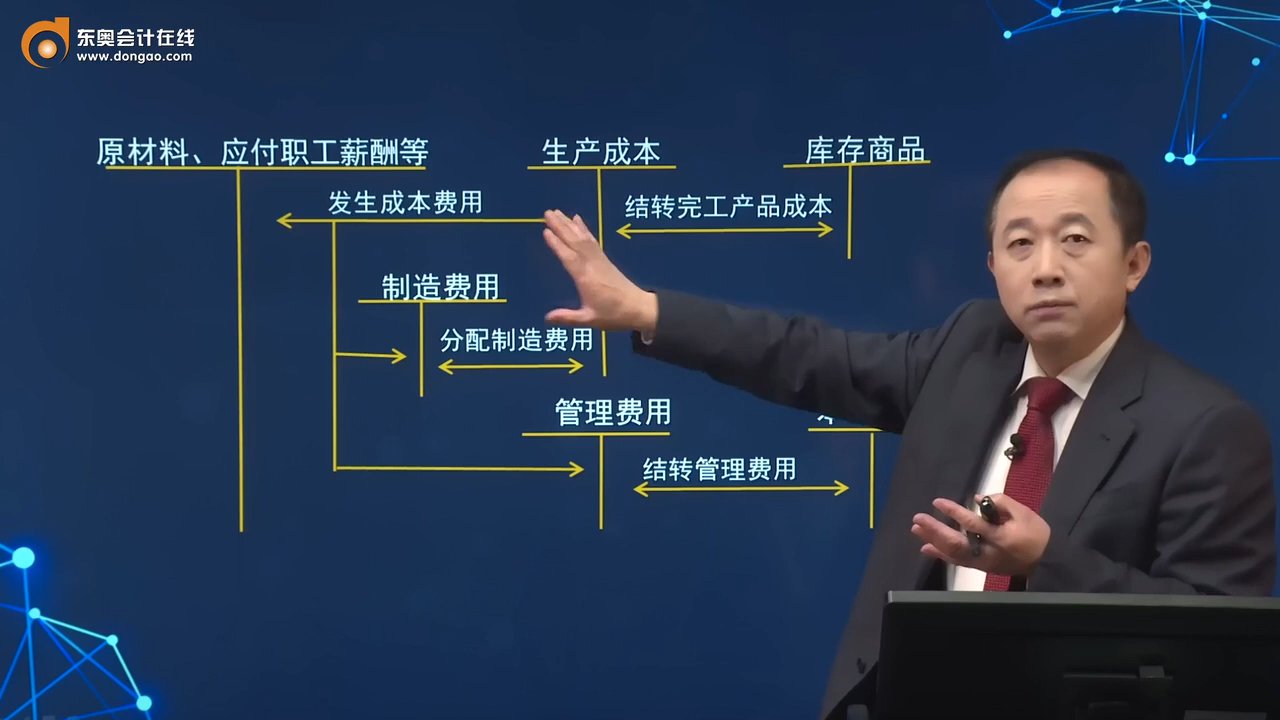 东奥会计在线
www.dongao.com
原材料、应付职工薪酬等
生产成本
库存商品
发生成本费用
结转完工产品成本
制造费用
分配制造费用
管理费用
结转管理费用